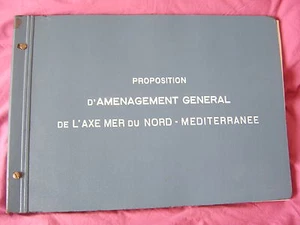 PROPOSITION
D'AMENAGEMENT GENERAL
DE L'AXE MER DU NORD - MEDITERRANEE